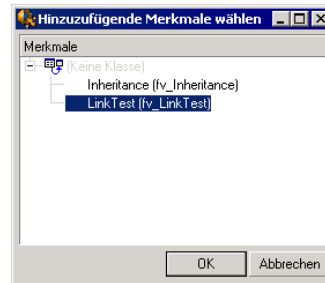 Hinzuzufügende Merkmale wählen
Merkmale
(Keine Klasse)
Inheritance (fv_Inheritance)
LinkTest (fv_LinkTest)
OK Abbrechen